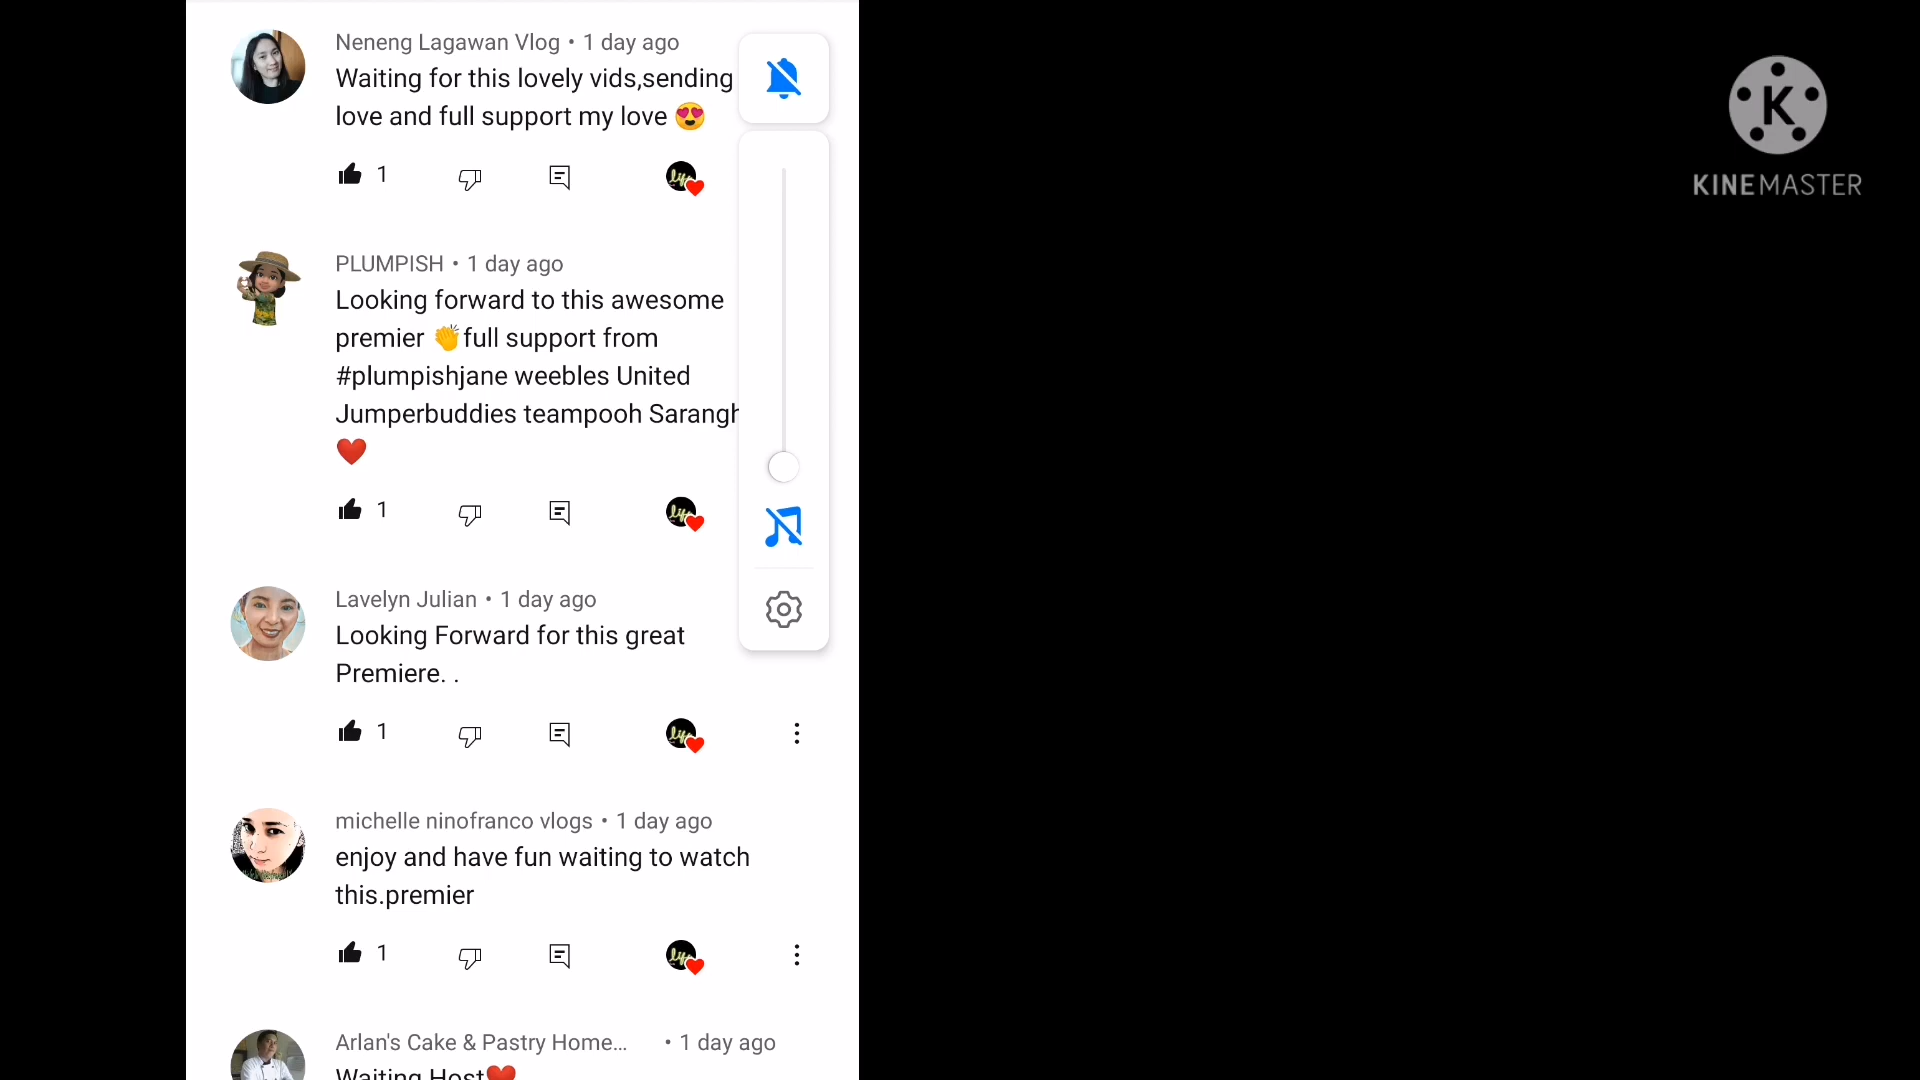 Neneng Lagawan Vlog • 1 day ago
Waiting for this lovely vids,sending
love and full support my love 😍
1
PLUMPISH • 1 day ago
Looking forward to this awesome
premier 👏full support from
#plumpishjane weebles United
Jumperbuddies teampooh
❤️
1
Lavelyn Julian • 1 day ago
Looking Forward for this great
Premiere. .
1
michelle ninofranco vlogs • 1 day ago
enjoy and have fun waiting to watch
this.premier
1
Arlan's Cake & Pastry Home... • 1 day ago
Waiting Host❤️
K
KINEMASTER